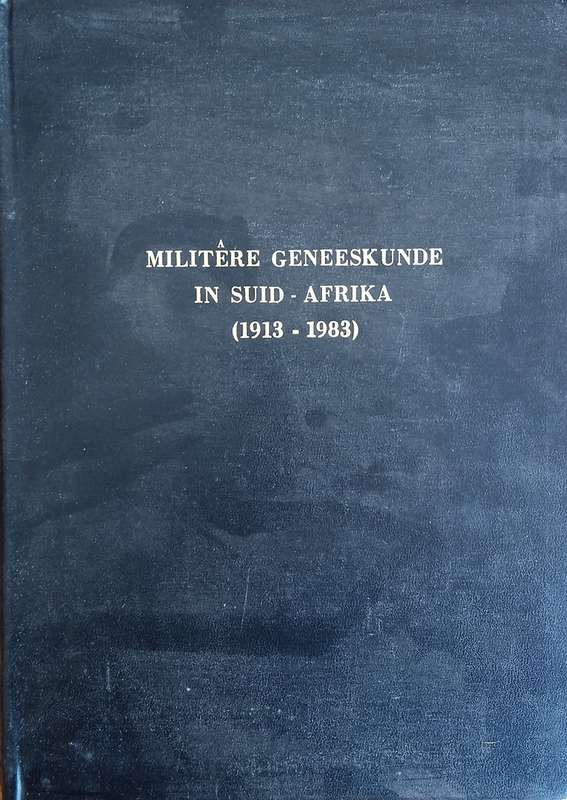 MILITÊRE GENEESKUNDE
IN SUID - AFRIKA
(1913 - 1983)